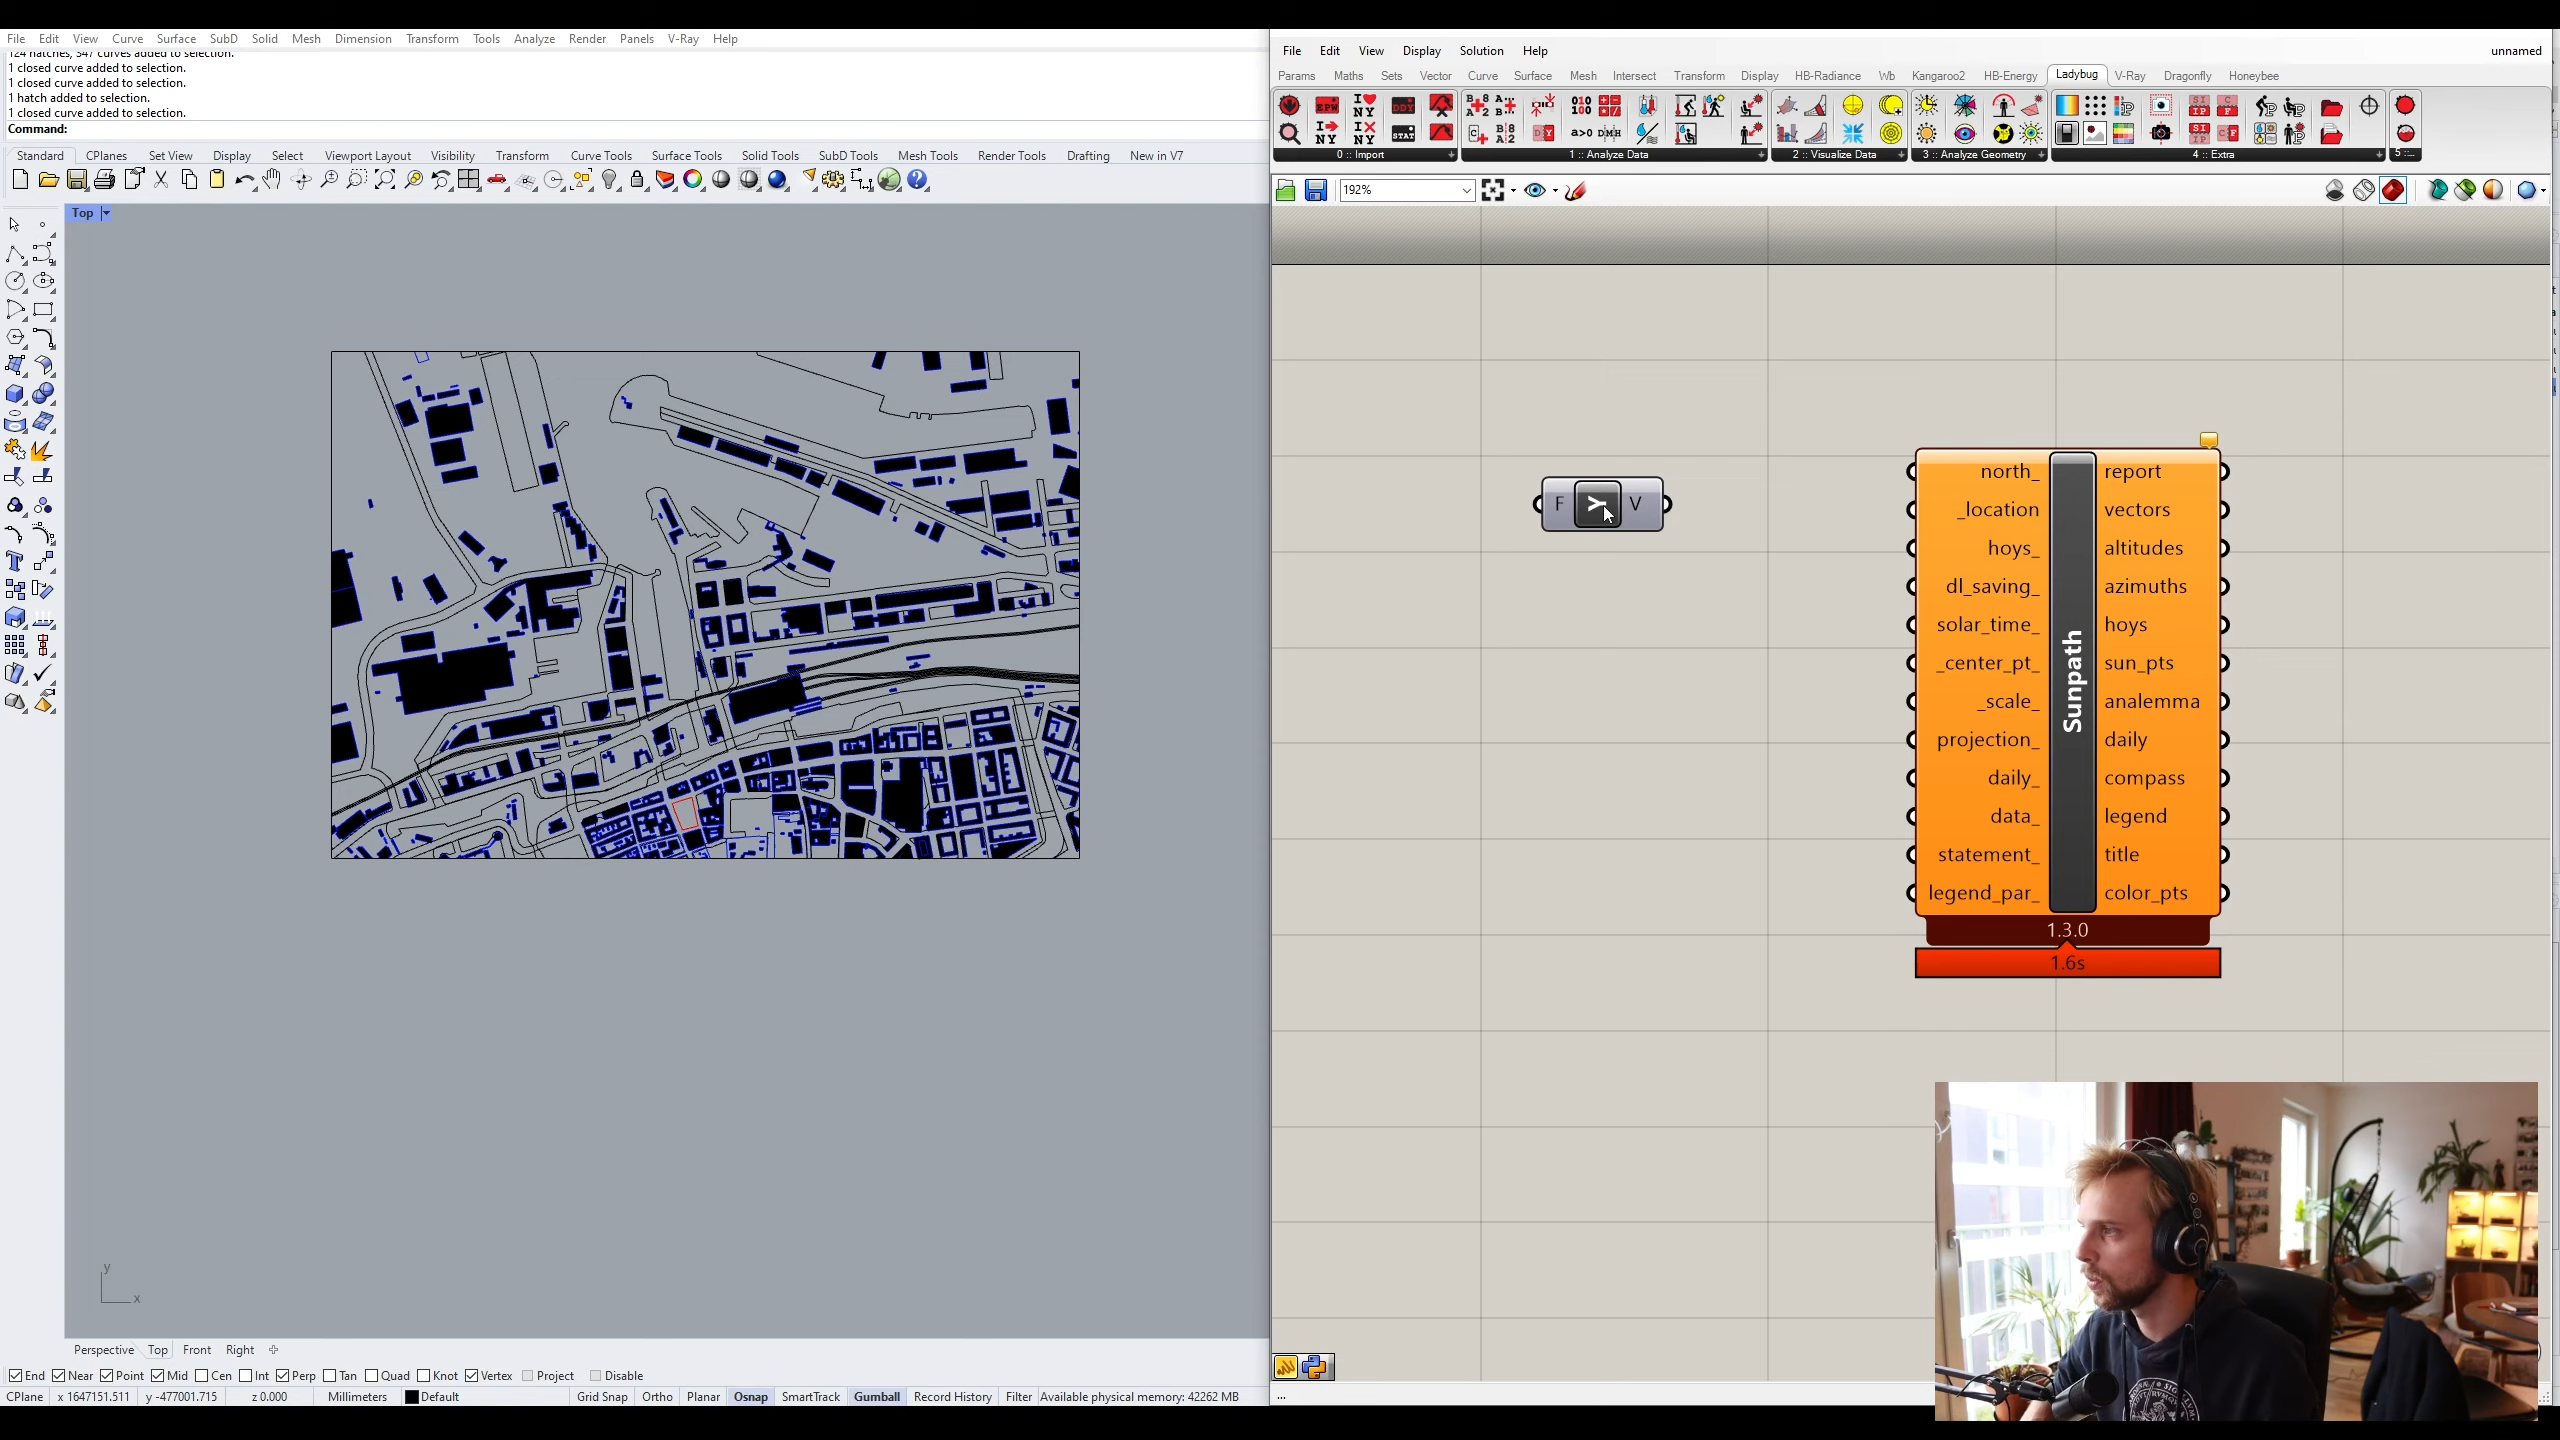 File Edit View Curve Surface SubD Solid Mesh Dimension Transform Tools Analyze Render Panels V-Ray Help
124 hatches, 547 curves added to selection.
1 closed curve added to selection.
1 closed curve added to selection.
1 hatch added to selection.
1 closed curve added to selection.
Command:
Standard CPlanes Set View Display Select Viewport Layout Visibility Transform Curve Tools Surface Tools Solid Tools SubD Tools Mesh Tools Render Tools Drafting New in V7
Top
y
x
Perspective Top Front Right
End Near Point Mid Cen Int Perp Tan Quad Knot Vertex Project Disable
CPlane x 1647151.511 y -477001.715 z 0.000 Millimeters Default Grid Snap Ortho Planar Osnap SmartTrack Gumball Record History Filter Available physical memory: 42262 MB
File Edit View Display Solution Help unnamed
Params Maths Sets Vector Curve Surface Mesh Intersect Transform Display HB-Radiance Wb Kangaroo2 HB-Energy Ladybug V-Ray Dragonfly Honeybee
0 :: Import 1 :: Analyze Data 2 :: Visualize Data 3 :: Analyze Geometry 4 :: Extra 5 ::...
192%
F V
north_ report
_location vectors
hoys_ altitudes
dl_saving_ azimuths
solar_time_ hoys
_center_pt_ sun_pts
_scale_ analemma
projection_ daily
daily_ compass
data_ legend
statement_ title
legend_par_ color_pts
Sunpath
1.3.0
1.6s
...